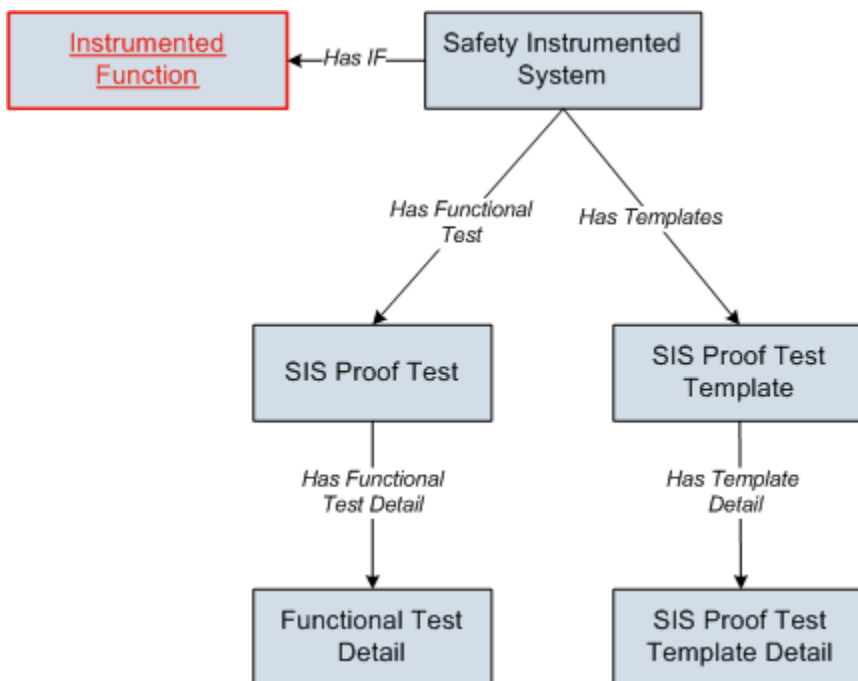 Instrumented
Function
Has IF
Safety Instrumented
System
Has Functional
Test
Has Templates
SIS Proof Test
SIS Proof Test
Template
Has Functional
Test Detail
Has Template
Detail
Functional Test
Detail
SIS Proof Test
Template Detail